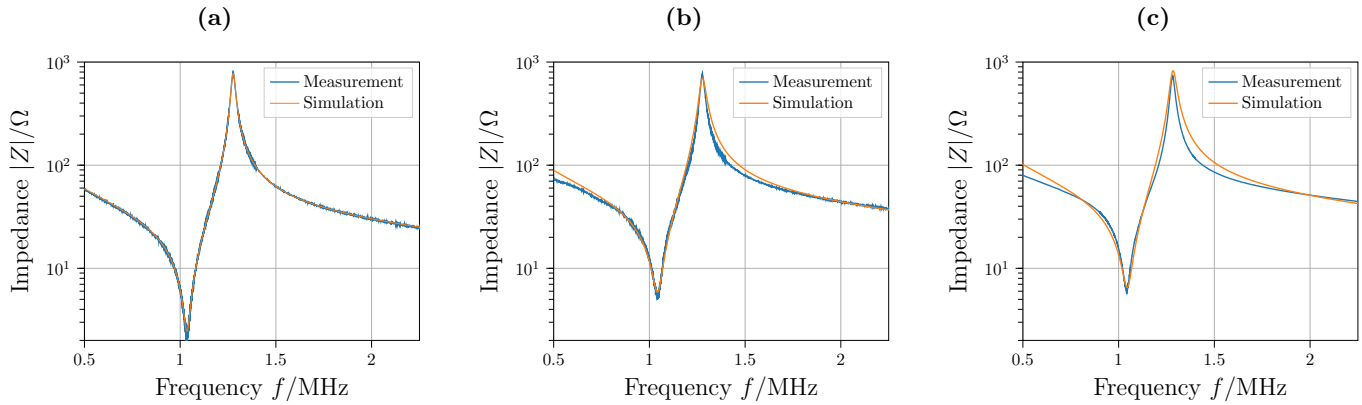 (a)
(b)
(c)
Impedance |Z|/Ω
10³
10²
10¹
Measurement
Simulation
0.5 1 1.5 2
Frequency f/MHz
Impedance |Z|/Ω
10³
10²
10¹
Measurement
Simulation
0.5 1 1.5 2
Frequency f/MHz
Impedance |Z|/Ω
10³
10²
10¹
Measurement
Simulation
0.5 1 1.5 2
Frequency f/MHz